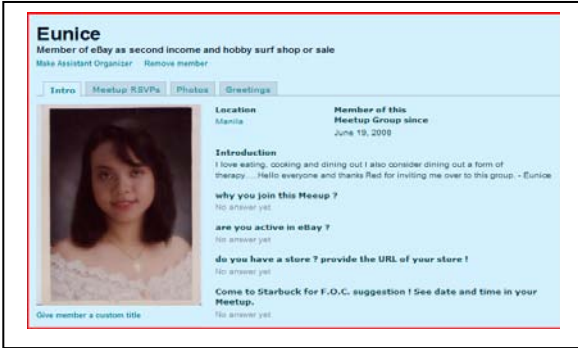 Eunice
Member of eBay as second income and hobby surf shop or sale
Make Assistant Organizer Remove member
Intro Meetup RSVPs Photos Greetings
Location
Manila
Member of this
Meetup Group since
June 19, 2008
Introduction
I love eating, cooking and dining out I also consider dining out a form of
therapy.....Hello everyone and thanks Red for inviting me over to this group. - Eunice
why you join this Meeup ?
No answer yet
are you active in eBay ?
No answer yet
do you have a store ? provide the URL of your store !
No answer yet
Come to Starbuck for F.O.C. suggestion ! See date and time in your
Meetup.
No answer yet
Give member a custom title